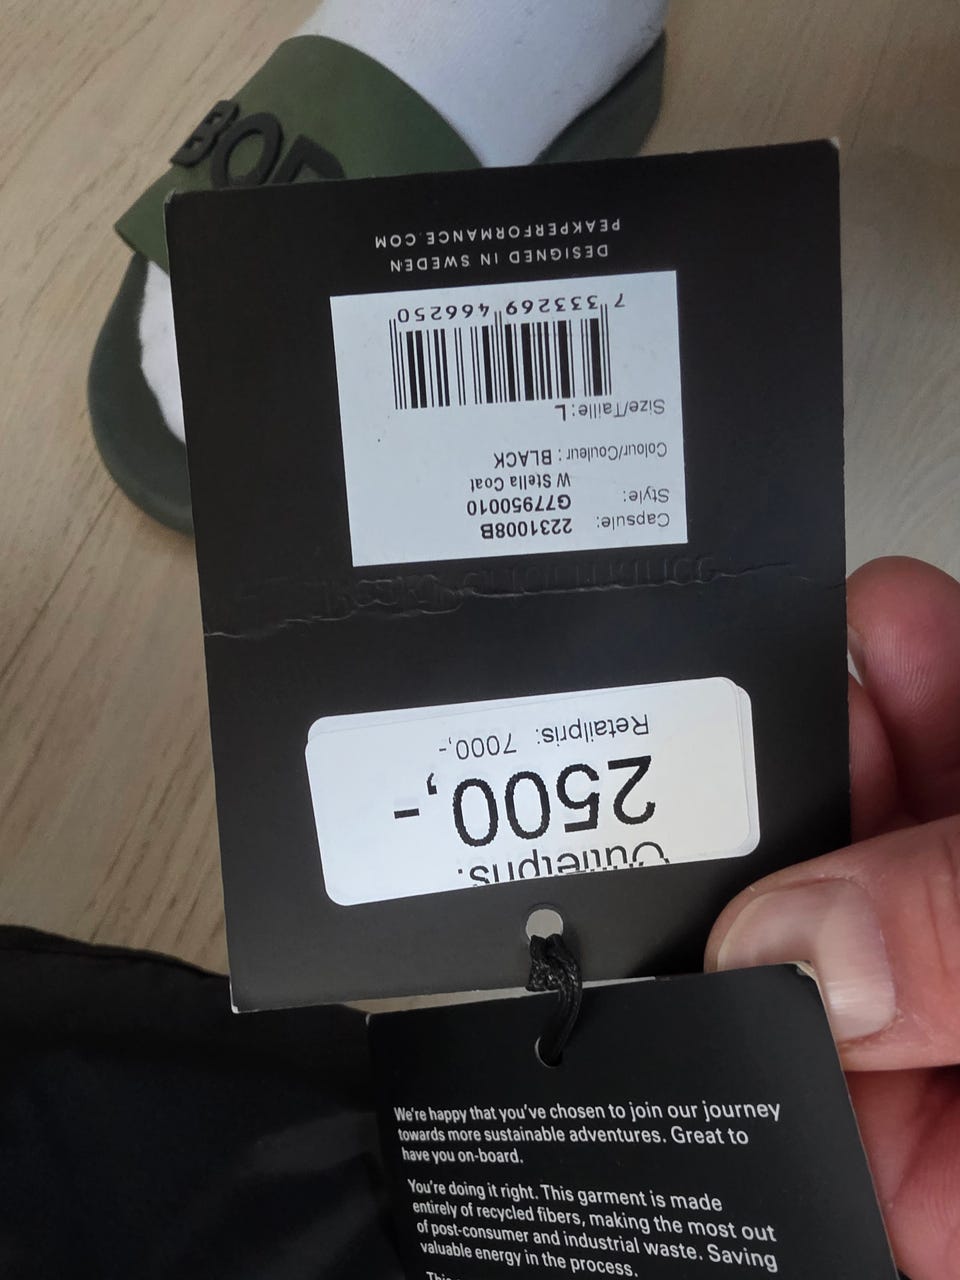 BOR
Outletpris:
2500,-
Retailpris: 7000,-
Capsule: 2231008B
Style: G77950010
W Stella Coat
Colour/Couleur : BLACK
Size/Taille: L
7 333269 466250
DESIGNED IN SWEDEN
PEAKPERFORMANCE.COM
We're happy that you've chosen to join our journey
towards more sustainable adventures. Great to
have you on-board.
You're doing it right. This garment is made
entirely of recycled fibers, making the most out
of post-consumer and industrial waste. Saving
valuable energy in the process.
This